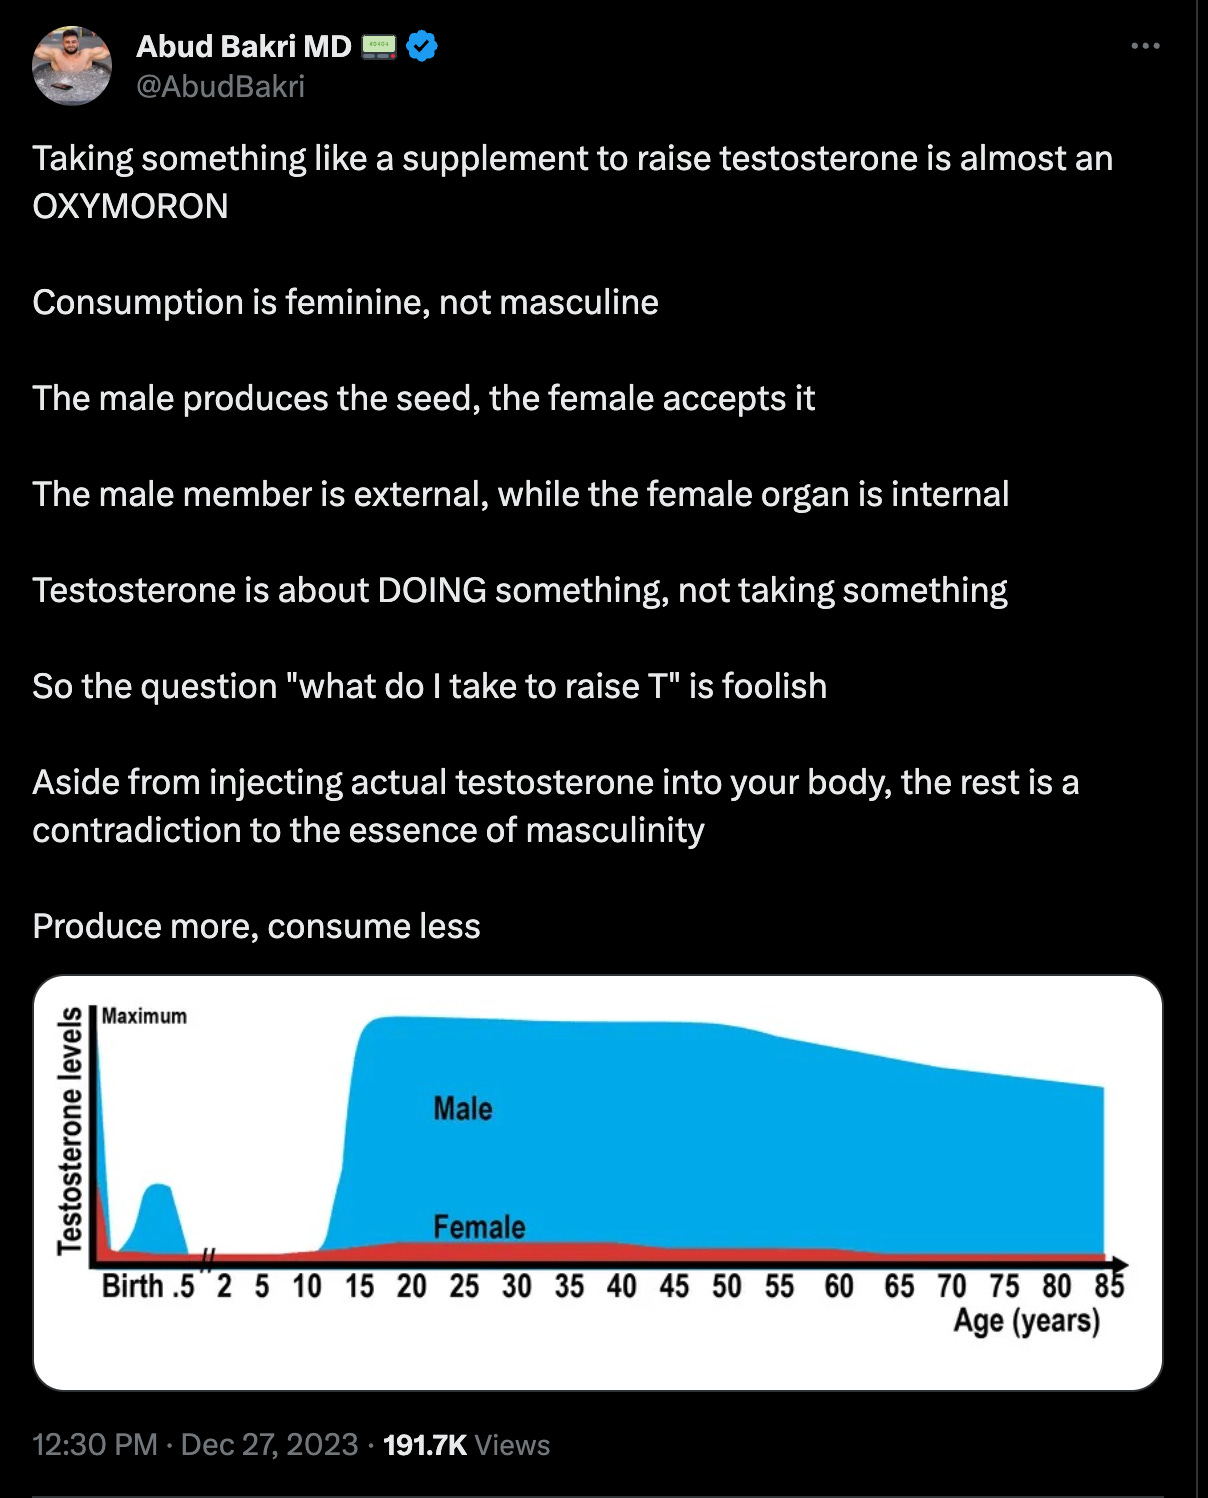 Abud Bakri MD
@AbudBakri
Taking something like a supplement to raise testosterone is almost an
OXYMORON
Consumption is feminine, not masculine
The male produces the seed, the female accepts it
The male member is external, while the female organ is internal
Testosterone is about DOING something, not taking something
So the question "what do I take to raise T" is foolish
Aside from injecting actual testosterone into your body, the rest is a
contradiction to the essence of masculinity
Produce more, consume less
Testosterone levels
Maximum
Male
Female
Birth .5 // 2 5 10 15 20 25 30 35 40 45 50 55 60 65 70 75 80 85
Age (years)
12:30 PM · Dec 27, 2023 · 191.7K Views